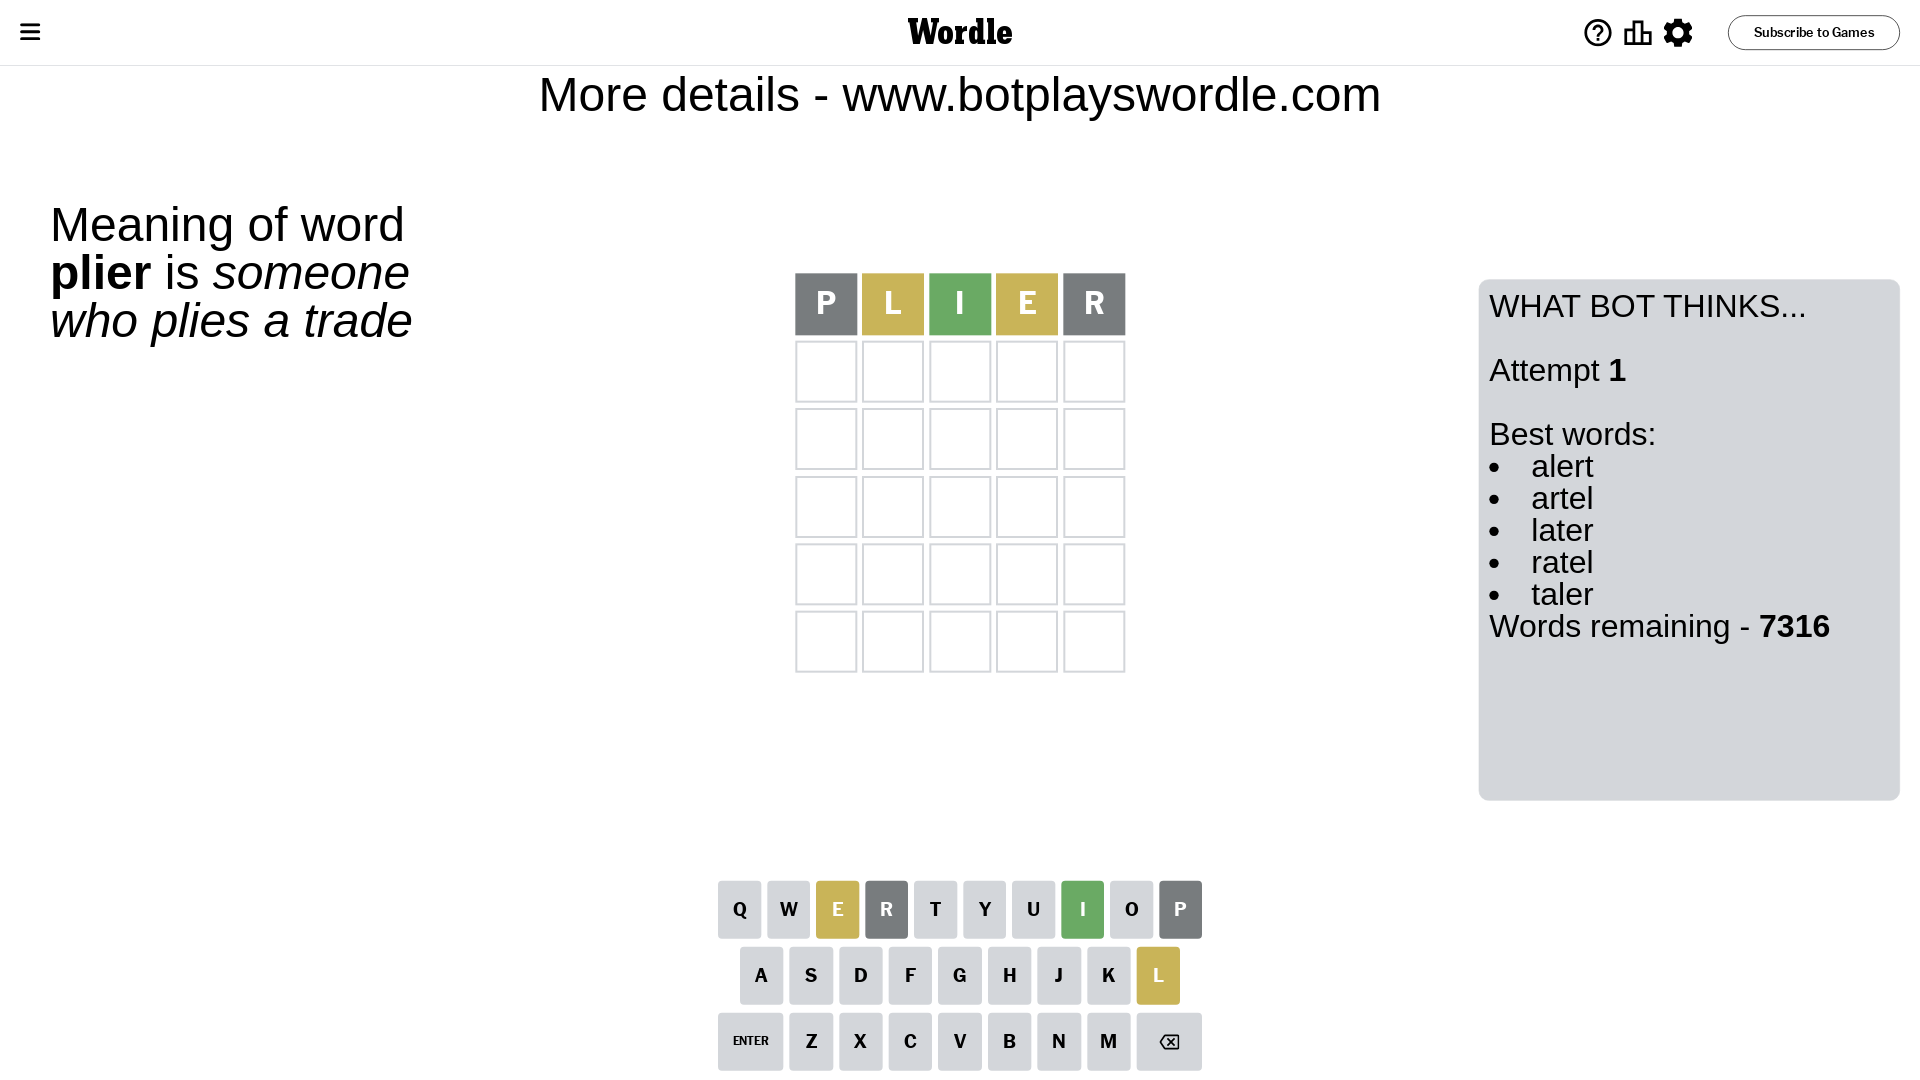 Wordle
Subscribe to Games
More details - www.botplayswordle.com
Meaning of word
plier is someone
who plies a trade
P L I E R
WHAT BOT THINKS...
Attempt 1
Best words:
• alert
• artel
• later
• ratel
• taler
Words remaining - 7316
Q W E R T Y U I O P
A S D F G H J K L
ENTER Z X C V B N M